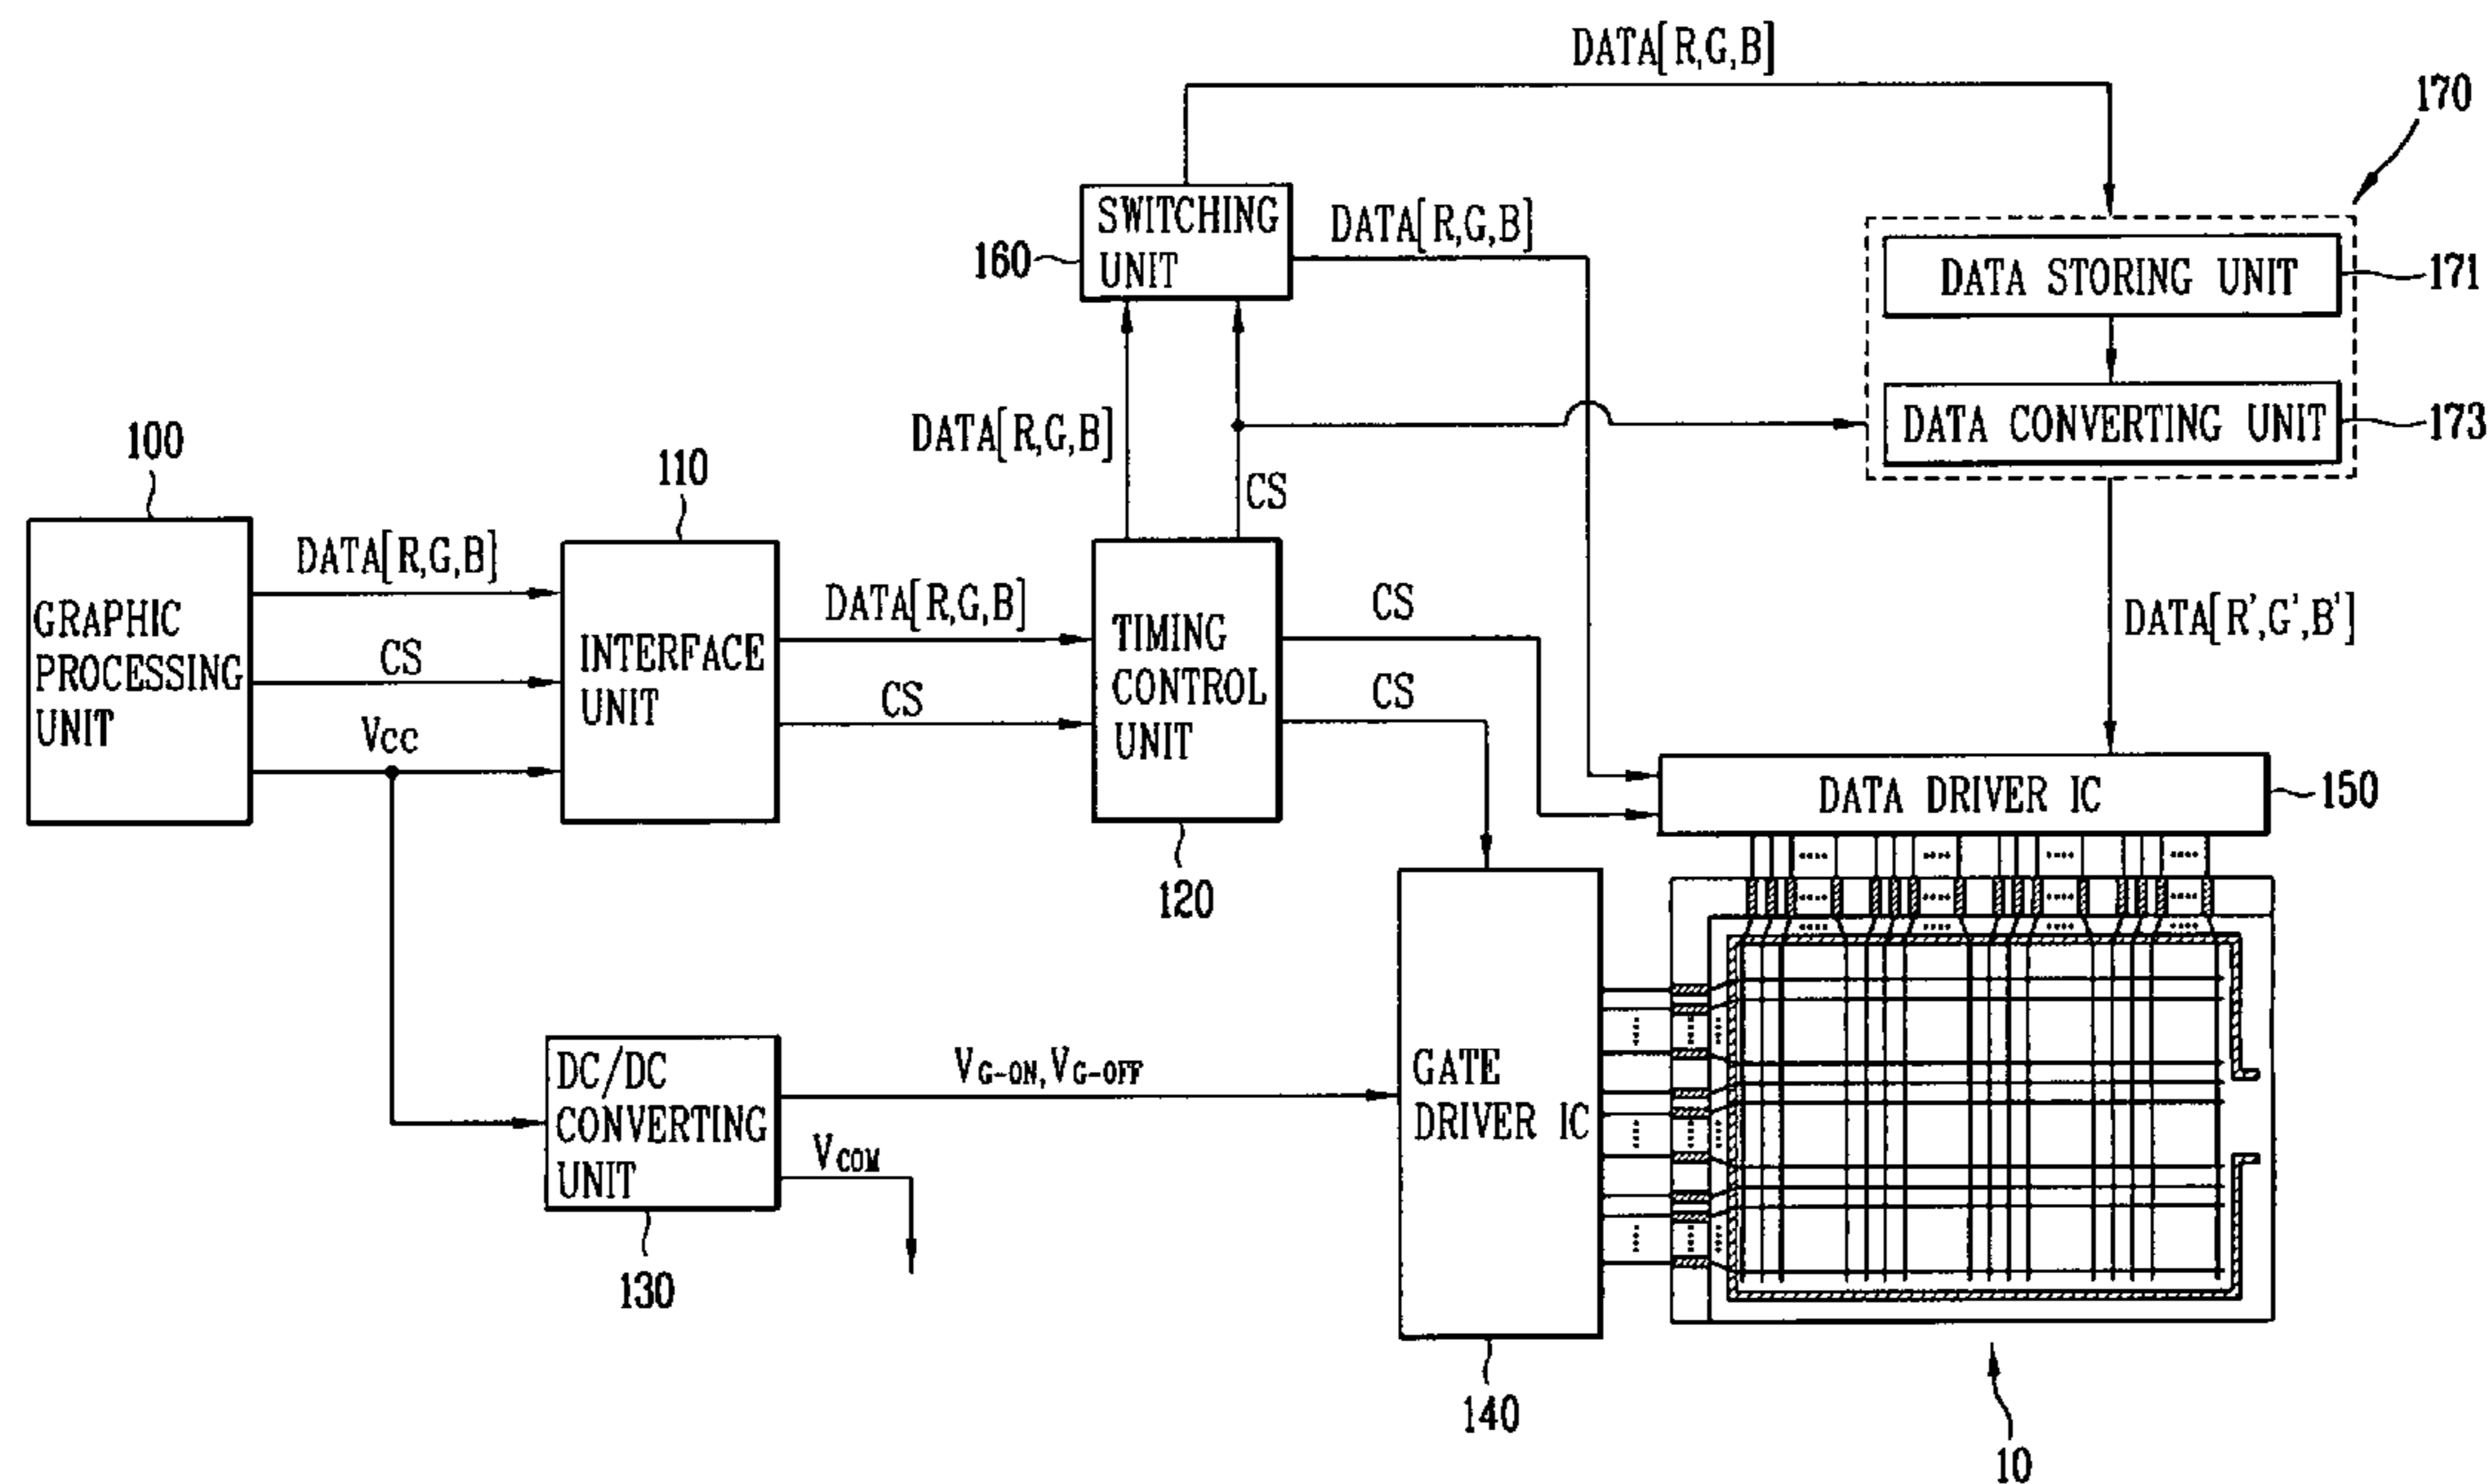 DATA[R,G,B]
170
SWITCHING
UNIT
160
DATA[R,G,B]
DATA STORING UNIT
171
DATA CONVERTING UNIT
173
DATA[R,G,B]
CS
100
GRAPHIC
PROCESSING
UNIT
DATA[R,G,B]
CS
VCC
110
INTERFACE
UNIT
DATA[R,G,B]
CS
TIMING
CONTROL
UNIT
120
CS
CS
DATA[R',G',B']
DATA DRIVER IC
150
DC/DC
CONVERTING
UNIT
130
VG-ON,VG-OFF
VCOM
GATE
DRIVER IC
140
10